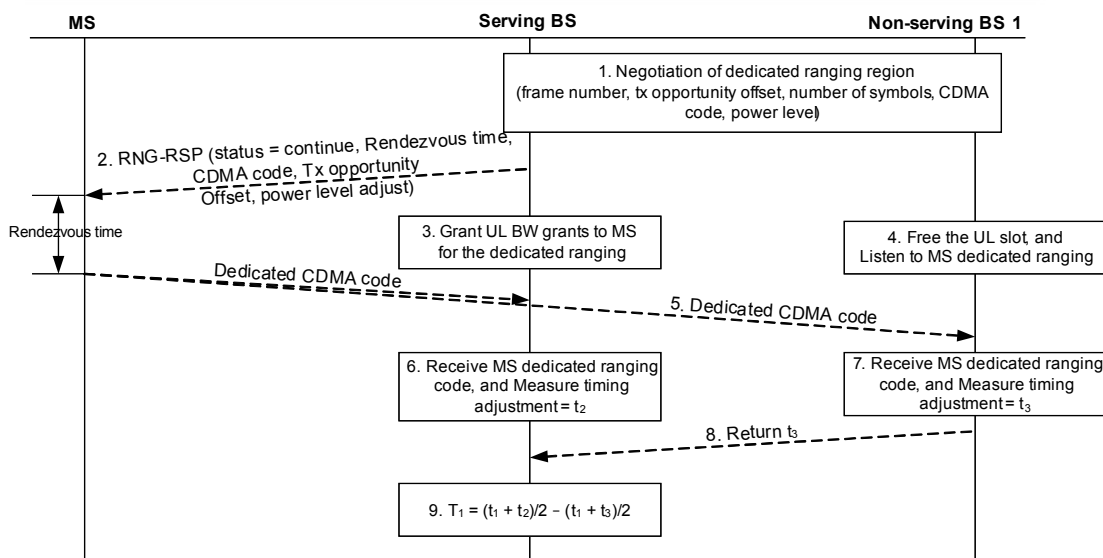 MS
Serving BS
Non-serving BS 1
1. Negotiation of dedicated ranging region
(frame number, tx opportunity offset, number of symbols, CDMA
code, power level)
2. RNG-RSP (status = continue, Rendezvous time,
CDMA code, Tx opportunity
Offset, power level adjust)
Rendezvous time
3. Grant UL BW grants to MS
for the dedicated ranging
4. Free the UL slot, and
Listen to MS dedicated ranging
Dedicated CDMA code
5. Dedicated CDMA code
6. Receive MS dedicated ranging
code, and Measure timing
adjustment = t₂
7. Receive MS dedicated ranging
code, and Measure timing
adjustment = t₃
8. Return t₃
9. T₁ = (t₁ + t₂)/2 – (t₁ + t₃)/2